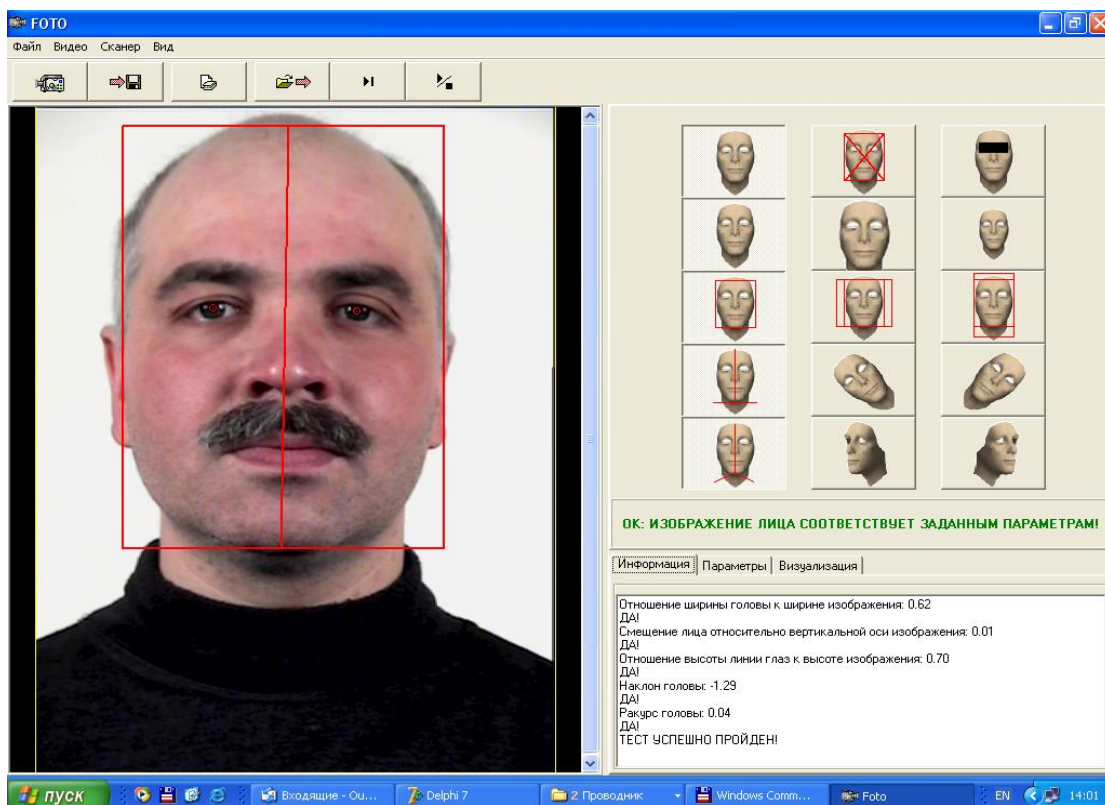 FOTO
Файл Видео Сканер Вид
ОК: ИЗОБРАЖЕНИЕ ЛИЦА СООТВЕТСТВУЕТ ЗАДАННЫМ ПАРАМЕТРАМ!
Информация Параметры Визуализация
Отношение ширины головы к ширине изображения: 0.62
ДА!
Смещение лица относительно вертикальной оси изображения: 0.01
ДА!
Отношение высоты линии глаз к высоте изображения: 0.70
ДА!
Наклон головы: -1.29
ДА!
Ракурс головы: 0.04
ДА!
ТЕСТ УСПЕШНО ПРОЙДЕН!
пуск Входящие - Ou... Delphi 7 2 Проводник Windows Comm... Foto EN 14:01